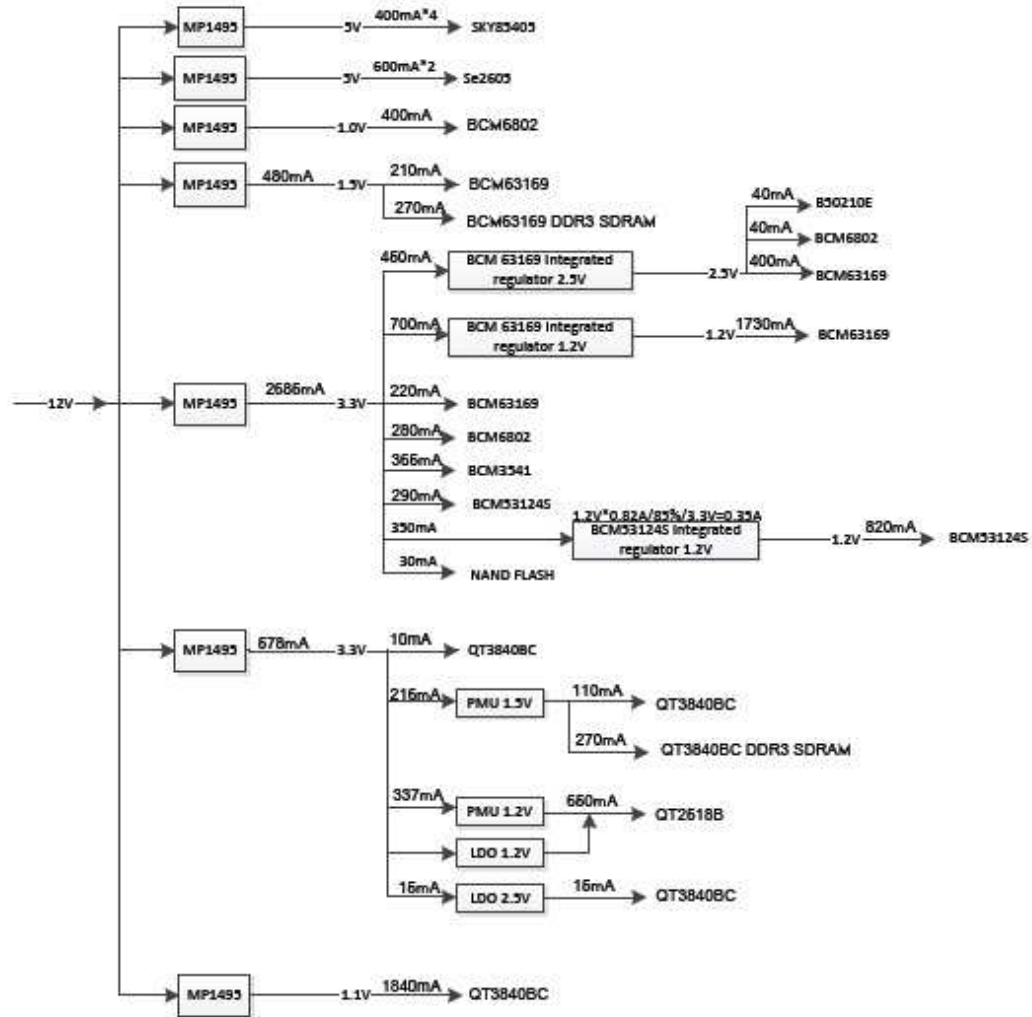 MP1495 5V 400mA*4 SKY85405
MP1495 5V 600mA*2 Se2605
MP1495 1.0V 400mA BCM6802
MP1495 480mA 1.5V 210mA BCM63169
270mA BCM63169 DDR3 SDRAM
460mA BCM 63169 Integrated
regulator 2.5V
2.5V
40mA B50210E
40mA BCM6802
400mA BCM63169
700mA BCM 63169 Integrated
regulator 1.2V
1.2V 1730mA BCM63169
12V MP1495 2686mA 3.3V 220mA BCM63169
280mA BCM6802
366mA BCM3541
290mA BCM53124S
1.2V*0.82A/85%/3.3V=0.35A
350mA BCM53124S Integrated
regulator 1.2V
1.2V 820mA BCM53124S
30mA NAND FLASH
MP1495 578mA 3.3V 10mA QT3840BC
216mA PMU 1.5V 110mA QT3840BC
270mA QT3840BC DDR3 SDRAM
337mA PMU 1.2V 660mA QT2518B
LDO 1.2V
15mA LDO 2.5V 15mA QT3840BC
MP1495 1.1V 1840mA QT3840BC